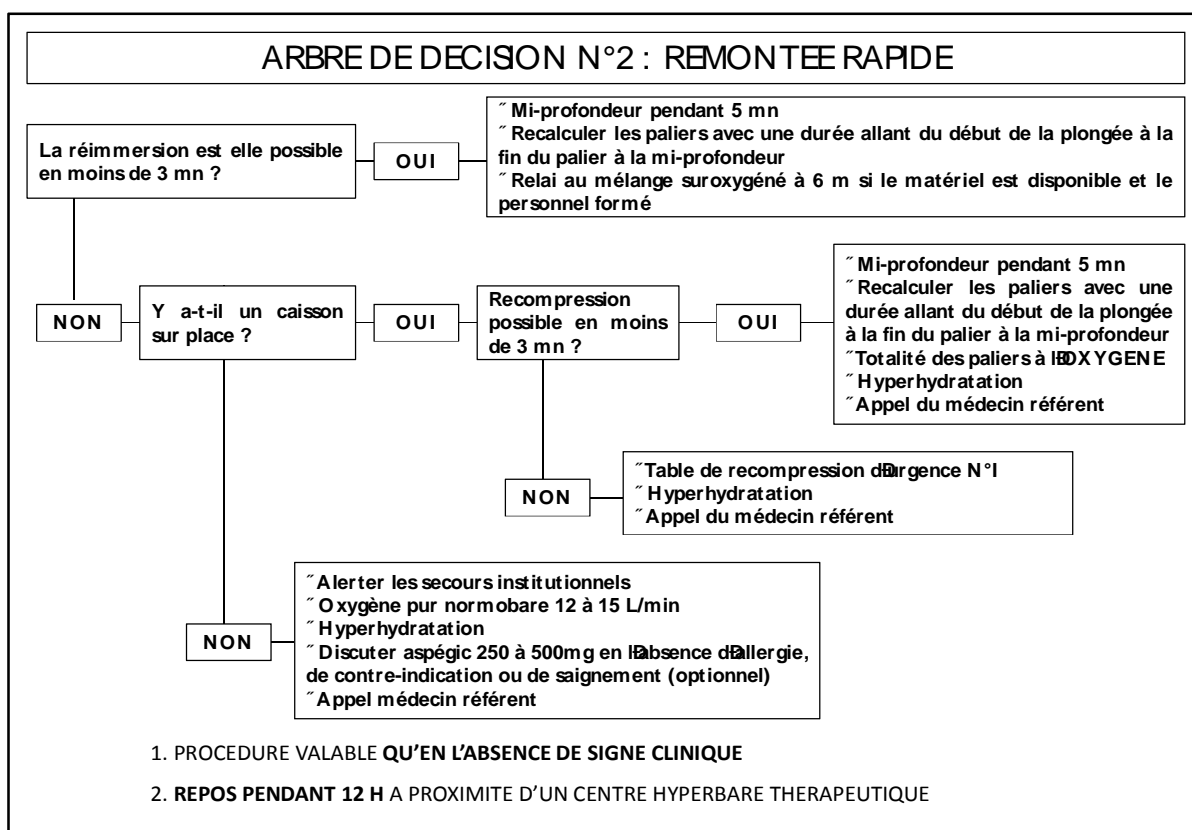 ARBRE DE DECISION N°2 : REMONTEE RAPIDE
˝ Mi-profondeur pendant 5 mn
˝ Recalculer les paliers avec une durée allant du début de la plongée à la
fin du palier à la mi-profondeur
˝ Relai au mélange suroxygéné à 6 m si le matériel est disponible et le
personnel formé
La réimmersion est elle possible
en moins de 3 mn ?
OUI
˝ Mi-profondeur pendant 5 mn
˝ Recalculer les paliers avec une
durée allant du début de la plongée
à la fin du palier à la mi-profondeur
˝ Totalité des paliers à l'OXYGENE
˝ Hyperhydratation
˝ Appel du médecin référent
NON
Y a-t-il un caisson
sur place ?
OUI
Recompression
possible en moins
de 3 mn ?
OUI
NON
˝ Table de recompression d'urgence N°I
˝ Hyperhydratation
˝ Appel du médecin référent
NON
˝ Alerter les secours institutionnels
˝ Oxygène pur normobare 12 à 15 L/min
˝ Hyperhydratation
˝ Discuter aspégic 250 à 500mg en l'absence d'allergie,
de contre-indication ou de saignement (optionnel)
˝ Appel médecin référent
1. PROCEDURE VALABLE QU'EN L'ABSENCE DE SIGNE CLINIQUE
2. REPOS PENDANT 12 H A PROXIMITE D'UN CENTRE HYPERBARE THERAPEUTIQUE